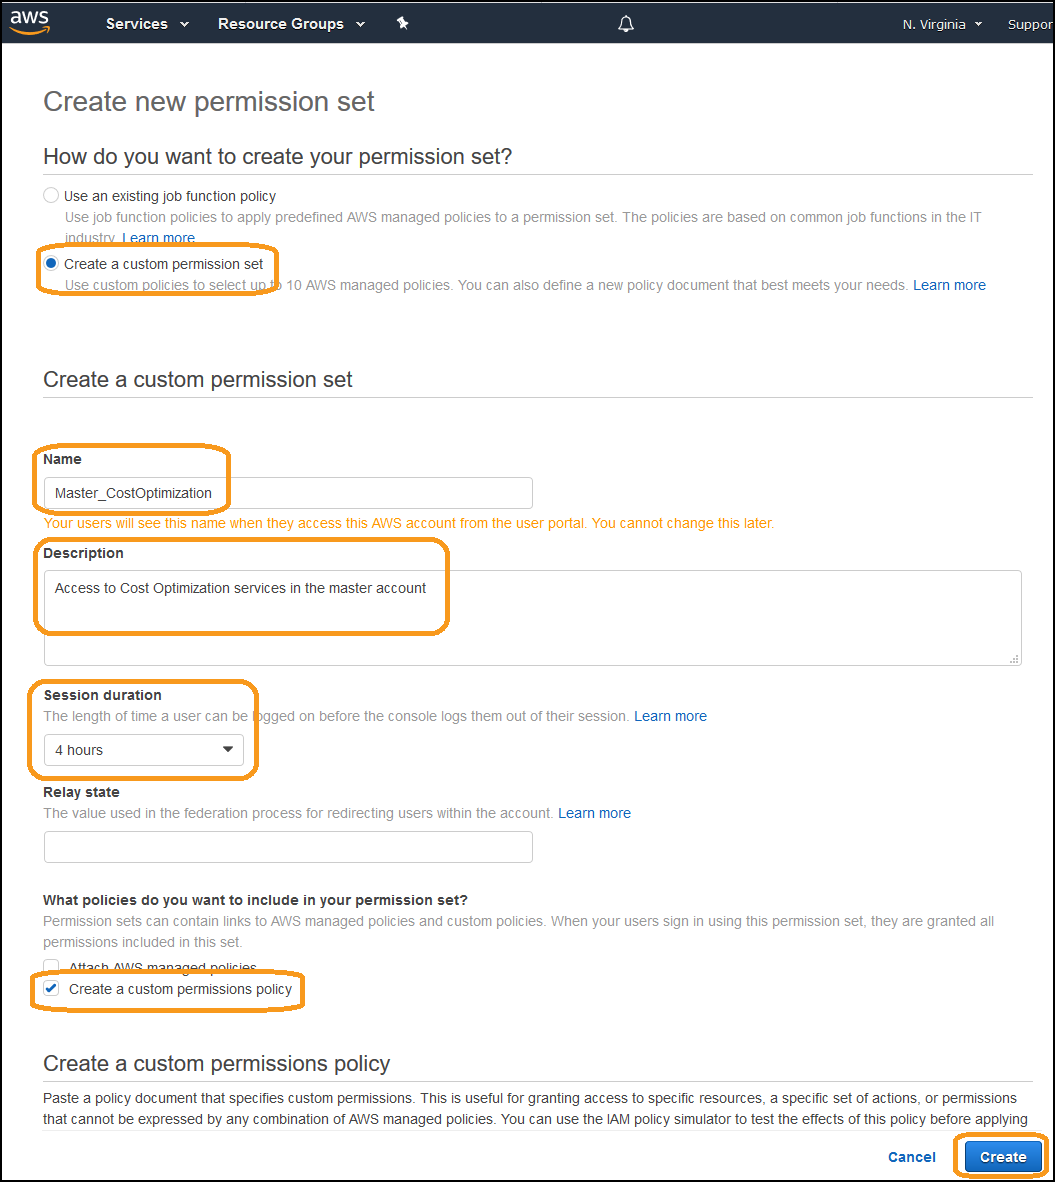 aws Services Resource Groups N. Virginia Suppor
Create new permission set
How do you want to create your permission set?
Use an existing job function policy
Use job function policies to apply predefined AWS managed policies to a permission set. The policies are based on common job functions in the IT
industry. Learn more
Create a custom permission set
Use custom policies to select up to 10 AWS managed policies. You can also define a new policy document that best meets your needs. Learn more
Create a custom permission set
Name
Master_CostOptimization
Your users will see this name when they access this AWS account from the user portal. You cannot change this later.
Description
Access to Cost Optimization services in the master account
Session duration
The length of time a user can be logged on before the console logs them out of their session. Learn more
4 hours
Relay state
The value used in the federation process for redirecting users within the account. Learn more
What policies do you want to include in your permission set?
Permission sets can contain links to AWS managed policies and custom policies. When your users sign in using this permission set, they are granted all
permissions included in this set.
Attach AWS managed policies
Create a custom permissions policy
Create a custom permissions policy
Paste a policy document that specifies custom permissions. This is useful for granting access to specific resources, a specific set of actions, or permissions
that cannot be expressed by any combination of AWS managed policies. You can use the IAM policy simulator to test the effects of this policy before applying
Cancel Create